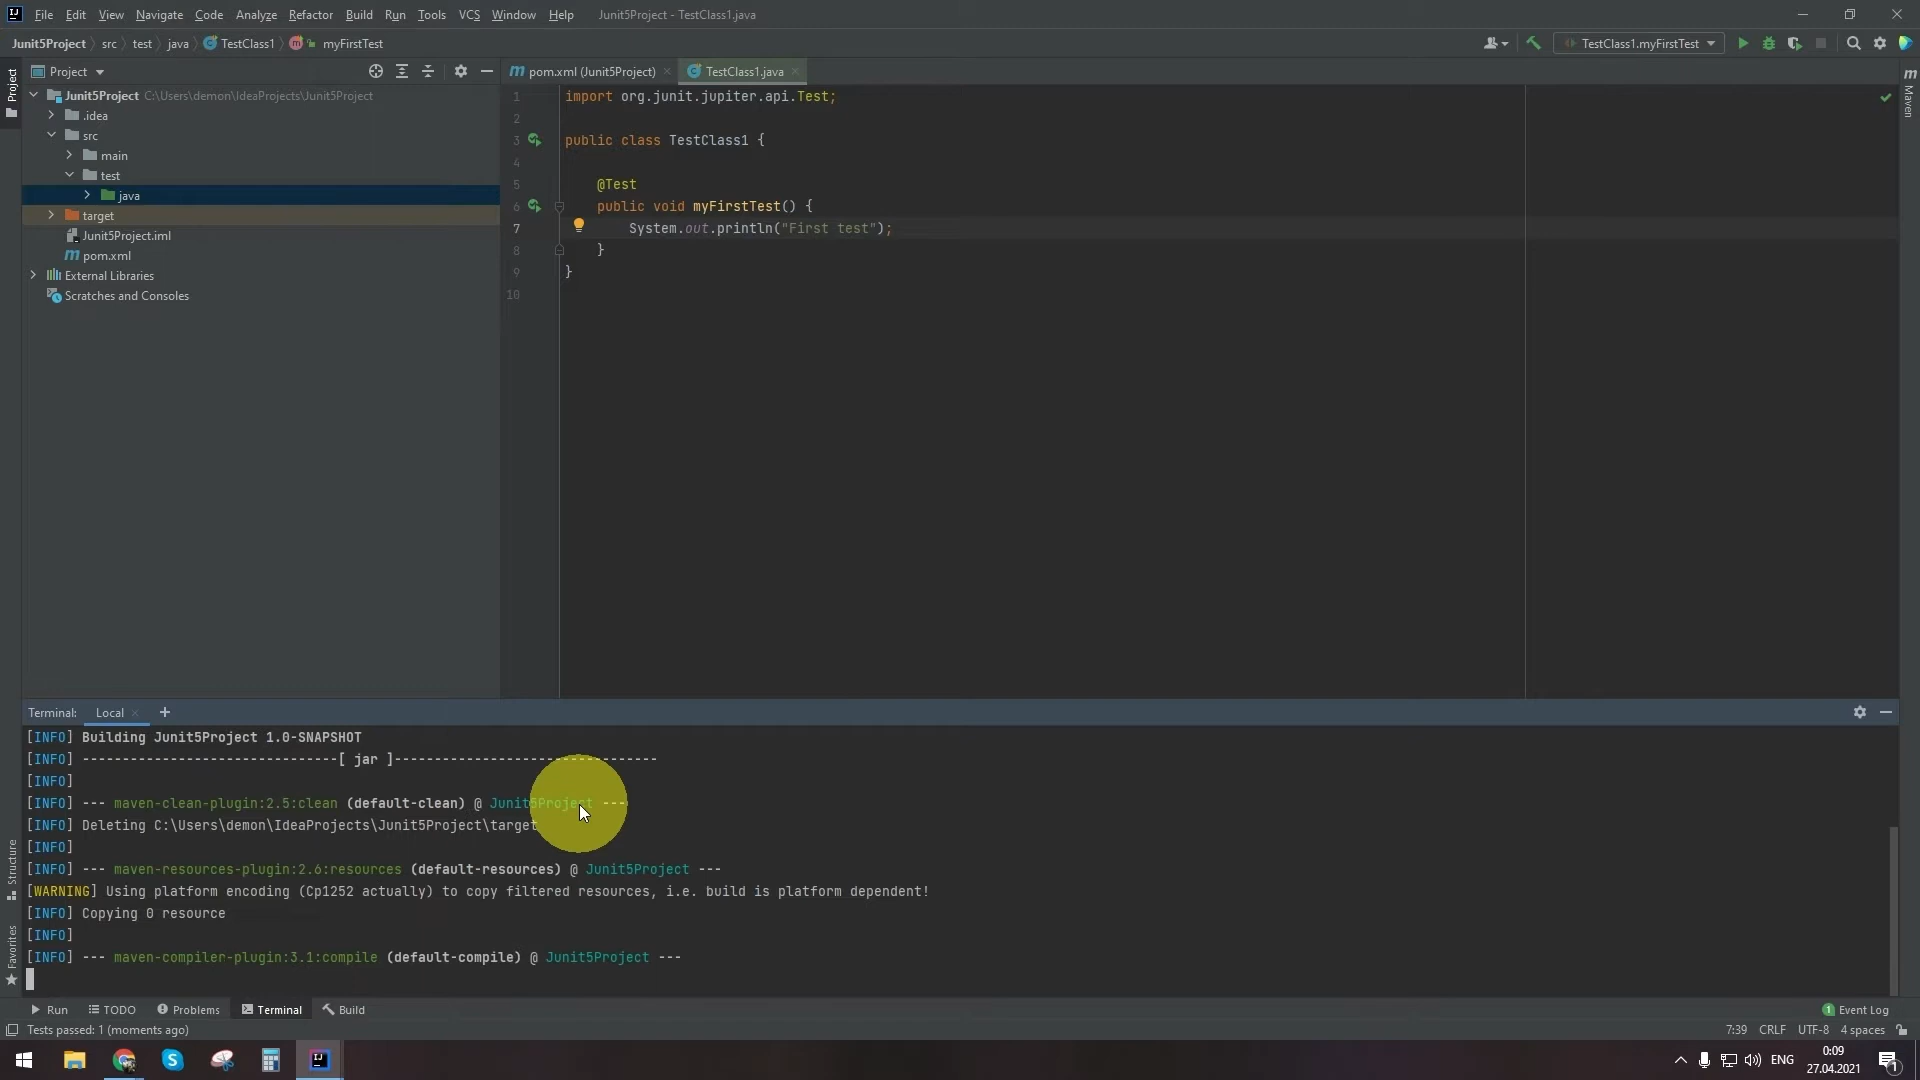 File Edit View Navigate Code Analyze Refactor Build Run Tools VCS Window Help Junit5Project - TestClass1.java
Junit5Project src test java TestClass1 myFirstTest TestClass1.myFirstTest
Project
Project
pom.xml (Junit5Project) TestClass1.java
Maven
Junit5Project C:\Users\demon\IdeaProjects\Junit5Project
.idea
src
main
test
java
target
Junit5Project.iml
pom.xml
External Libraries
Scratches and Consoles
1 import org.junit.jupiter.api.Test;
2
3 public class TestClass1 {
4
5 @Test
6 public void myFirstTest() {
7 System.out.println("First test");
8 }
9 }
10
Terminal: Local
[INFO] Building Junit5Project 1.0-SNAPSHOT
[INFO] --------------------------------[ jar ]---------------------------------
[INFO]
[INFO] --- maven-clean-plugin:2.5:clean (default-clean) @ Junit5Project ---
[INFO] Deleting C:\Users\demon\IdeaProjects\Junit5Project\target
[INFO]
[INFO] --- maven-resources-plugin:2.6:resources (default-resources) @ Junit5Project ---
[WARNING] Using platform encoding (Cp1252 actually) to copy filtered resources, i.e. build is platform dependent!
[INFO] Copying 0 resource
[INFO]
[INFO] --- maven-compiler-plugin:3.1:compile (default-compile) @ Junit5Project ---
Structure
Favorites
Run TODO Problems Terminal Build 1 Event Log
Tests passed: 1 (moments ago) 7:39 CRLF UTF-8 4 spaces
ENG 0:09
27.04.2021 1